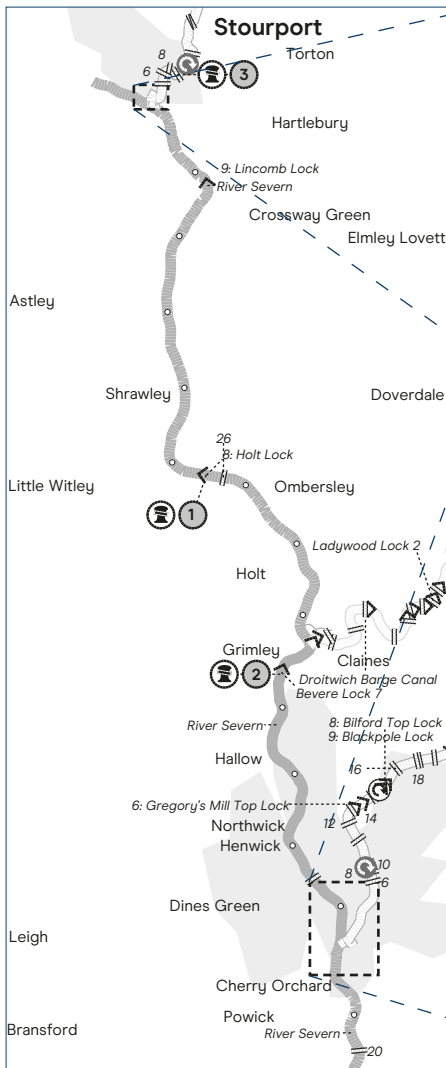 Stourport
Torton
8
6
3
Hartlebury
9: Lincomb Lock
River Severn
Crossway Green
Elmley Lovett
Astley
Shrawley
Doverdale
26
8: Holt Lock
Little Witley
Ombersley
1
Ladywood Lock 2
Holt
Grimley
Claines
2
Droitwich Barge Canal
Bevere Lock 7
8: Bilford Top Lock
9: Blackpole Lock
River Severn
Hallow
16
18
6: Gregory's Mill Top Lock
14
12
Northwick
Henwick
10
8
6
Dines Green
Leigh
Cherry Orchard
Powick
Bransford
River Severn
20